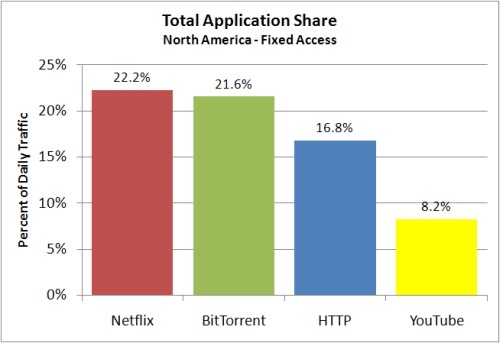 Total Application Share
North America - Fixed Access
Percent of Daily Traffic
25%
20%
15%
10%
5%
0%
22.2%
21.6%
16.8%
8.2%
Netflix
BitTorrent
HTTP
YouTube